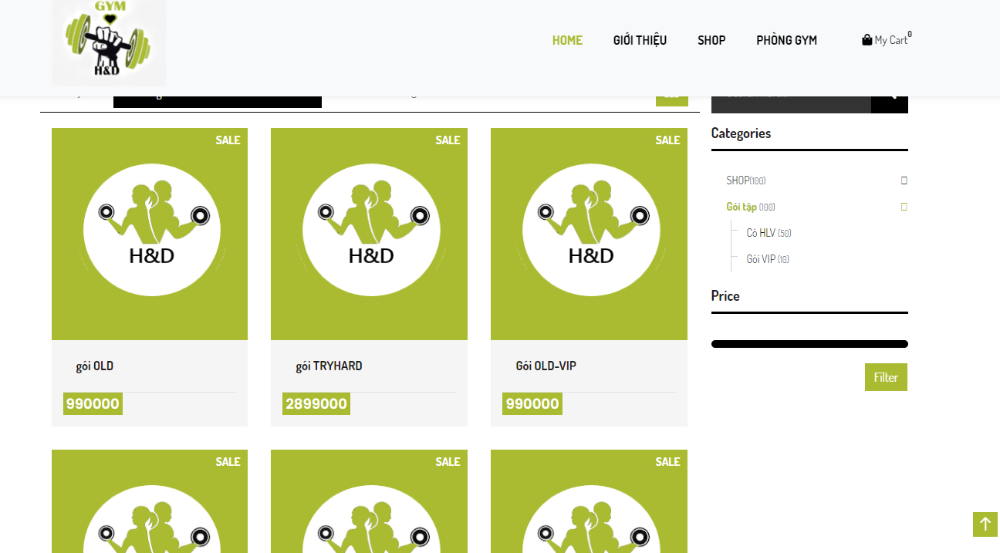 GYM
H&D
HOME GIỚI THIỆU SHOP PHÒNG GYM My Cart 0
SALE SALE SALE
H&D H&D H&D
gói OLD gói TRYHARD Gói OLD-VIP
990000 2899000 990000
SALE SALE SALE
Categories
SHOP(100)
Gói tập (100)
Có HLV (50)
Gói VIP (10)
Price
Filter